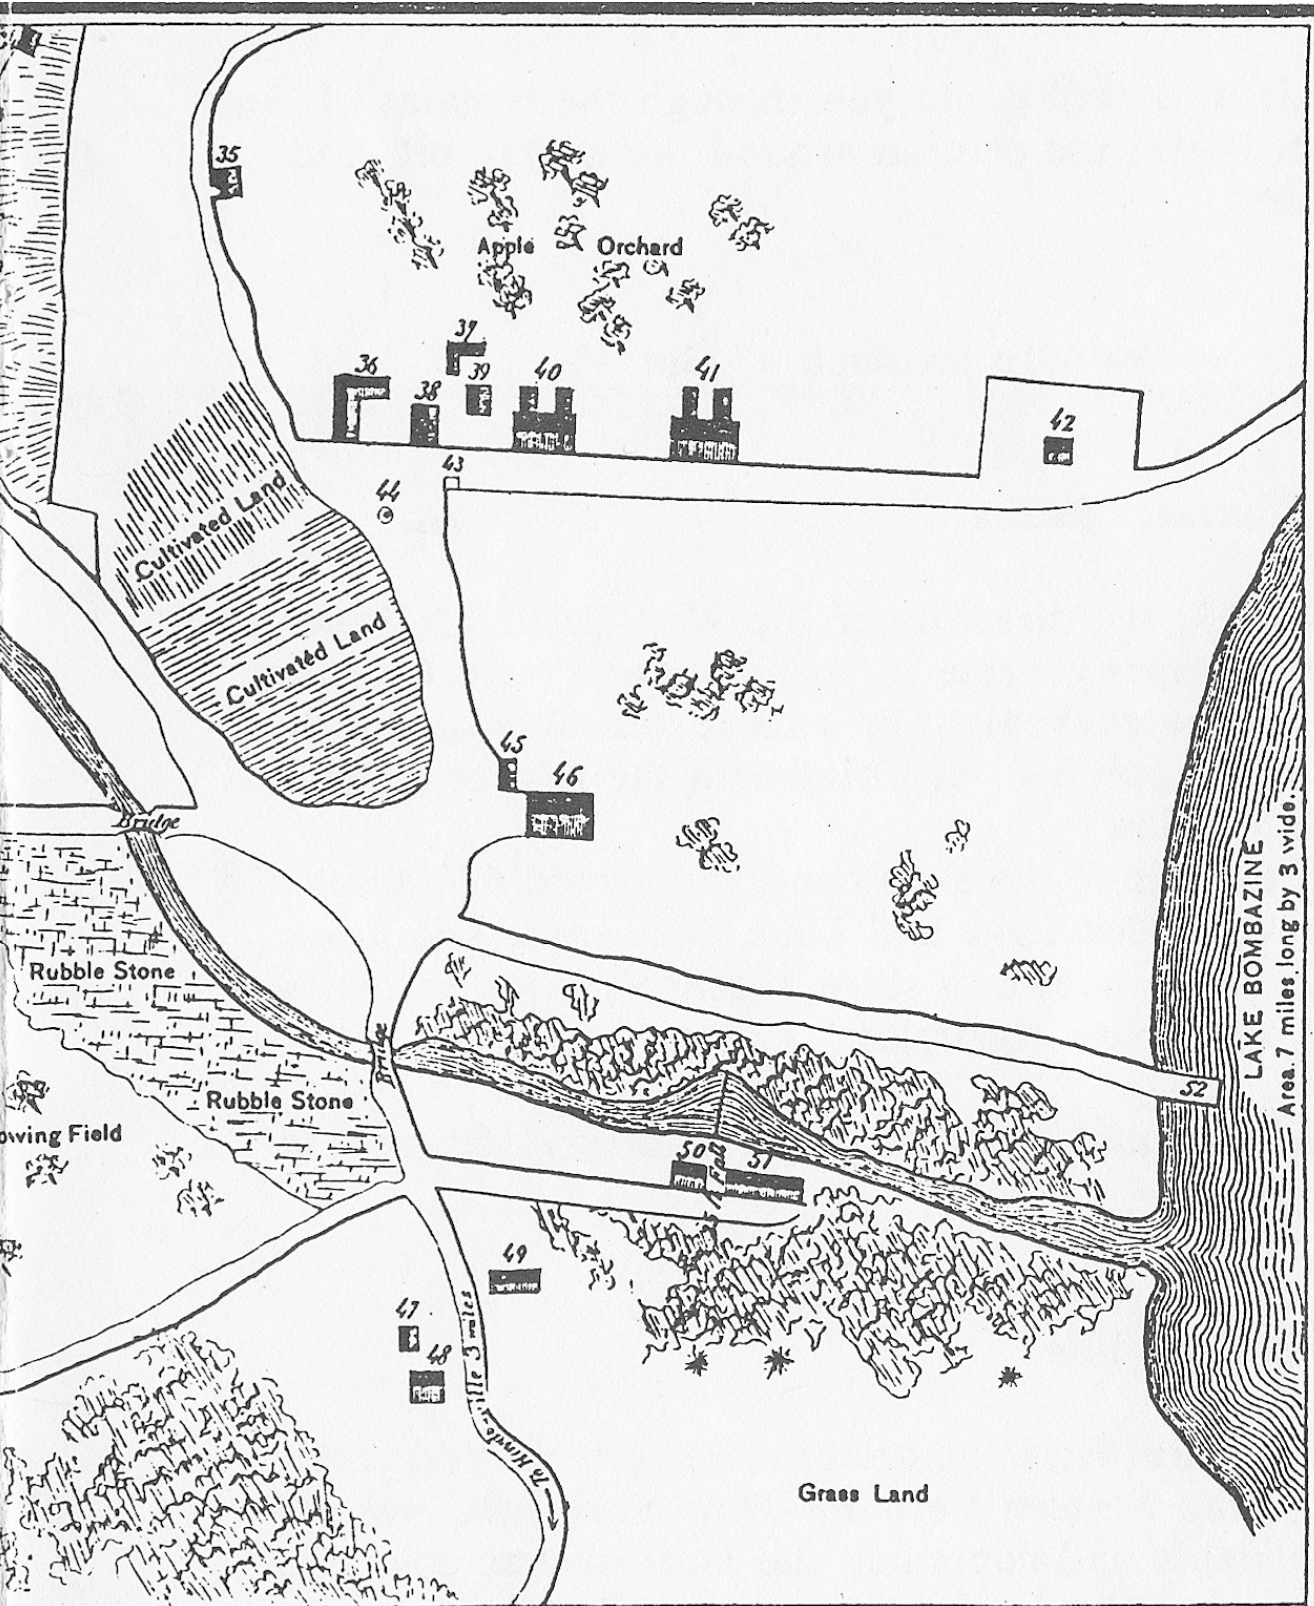 35
Apple Orchard
37
36
39
40
41
38
42
43
44
Cultivated Land
Cultivated Land
45
46
Bridge
LAKE BOMBAZINE
Area. 7 miles long by 3 wide.
Rubble Stone
Bridge
Rubble Stone
52
owing Field
50
51
Fall
49
47
48
ville 3 miles
To
Grass Land